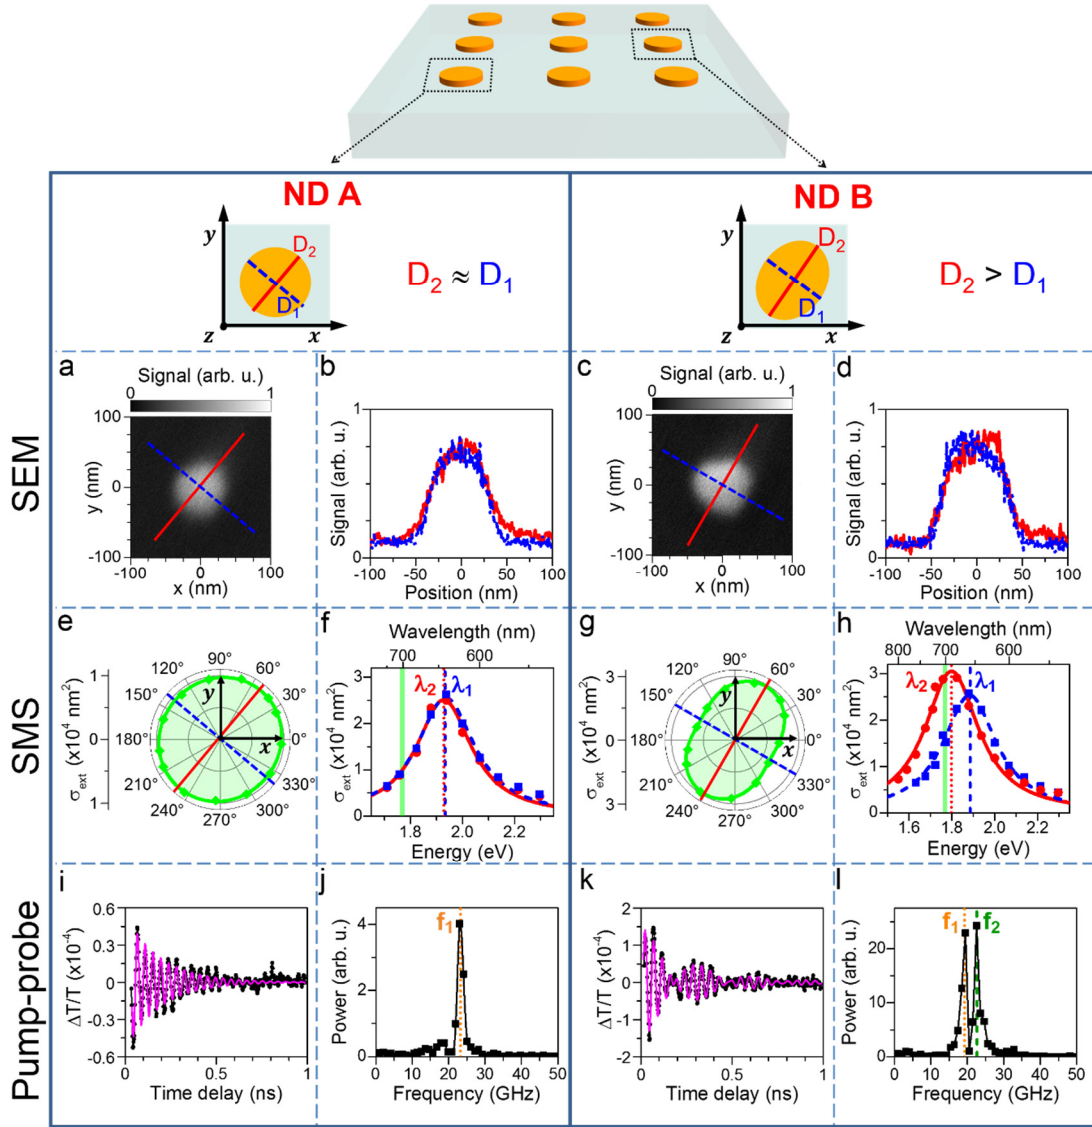 ND A
y
D₂
D₁
z
x
D₂ ≈ D₁
ND B
y
D₂
D₁
z
x
D₂ > D₁
SEM
a
Signal (arb. u.)
0 1
100
0
-100
y (nm)
-100 0 100
x (nm)
b
1
0
Signal (arb. u.)
-100 -50 0 50 100
Position (nm)
c
Signal (arb. u.)
0 1
100
0
-100
y (nm)
-100 0 100
x (nm)
d
1
0
Signal (arb. u.)
-100 -50 0 50 100
Position (nm)
SMS
e
1
0
1
σext (x10⁴ nm²)
90°
120° 60°
150° 30°
180° 0°
210° 330°
240° 300°
270°
y
x
f
Wavelength (nm)
700 600
λ₂ λ₁
3
2
1
0
σext (x10⁴ nm²)
1.8 2.0 2.2
Energy (eV)
g
3
0
3
σext (x10⁴ nm²)
90°
120° 60°
150° 30°
180° 0°
210° 330°
240° 300°
270°
y
x
h
Wavelength (nm)
800 700 600
λ₂ λ₁
3
2
1
0
σext (x10⁴ nm²)
1.6 1.8 2.0 2.2
Energy (eV)
Pump-probe
i
0.6
0.3
0
-0.3
-0.6
ΔT/T (x10⁻⁴)
0 0.5 1
Time delay (ns)
j
f₁
4
2
0
Power (arb. u.)
0 10 20 30 40 50
Frequency (GHz)
k
2
1
0
-1
-2
ΔT/T (x10⁻⁴)
0 0.5 1
Time delay (ns)
l
f₁ f₂
20
10
0
Power (arb. u.)
0 10 20 30 40 50
Frequency (GHz)